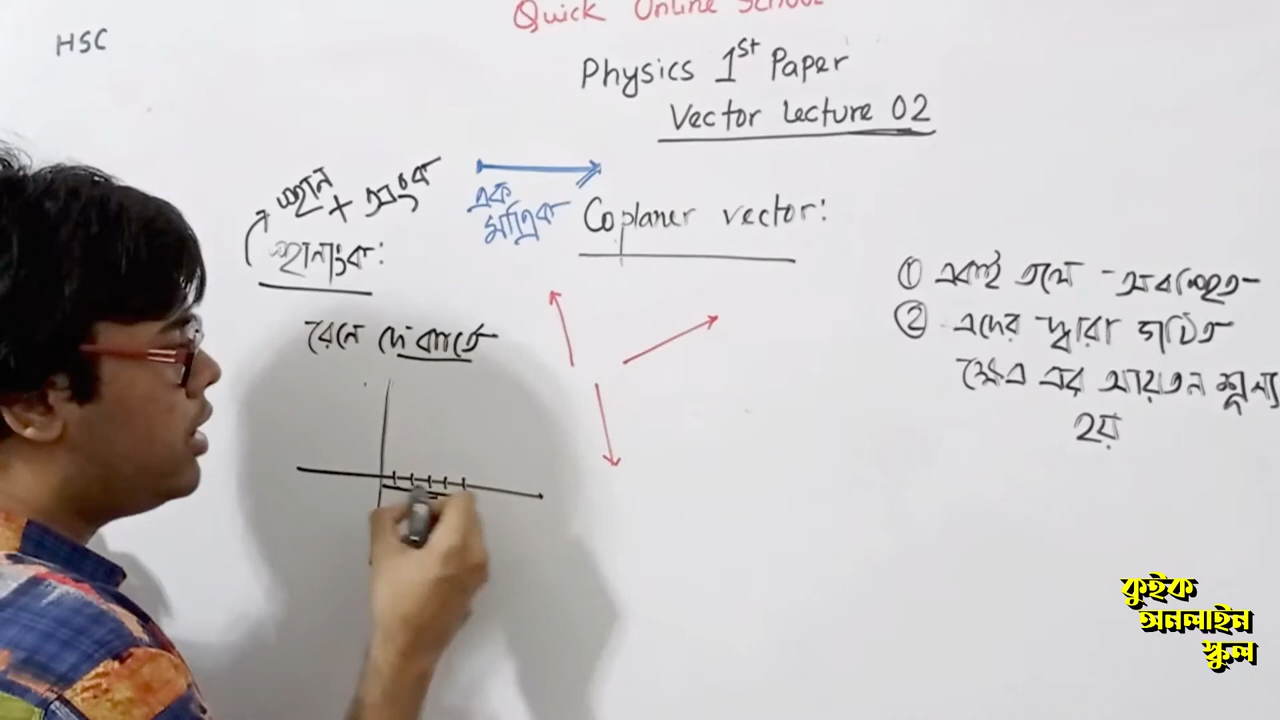 Quick Online School
HSC
Physics 1st Paper
Vector Lecture 02
স্থান + অংক
স্থানাংক:
এক
মাত্রিক
Coplaner vector:
রেনে দেকার্তে
① একই তলে অবস্থিত
② এদের দ্বারা গঠিত
ক্ষেত্র এর আয়তন শূন্য
হয়
কুইক
অনলাইন
স্কুল